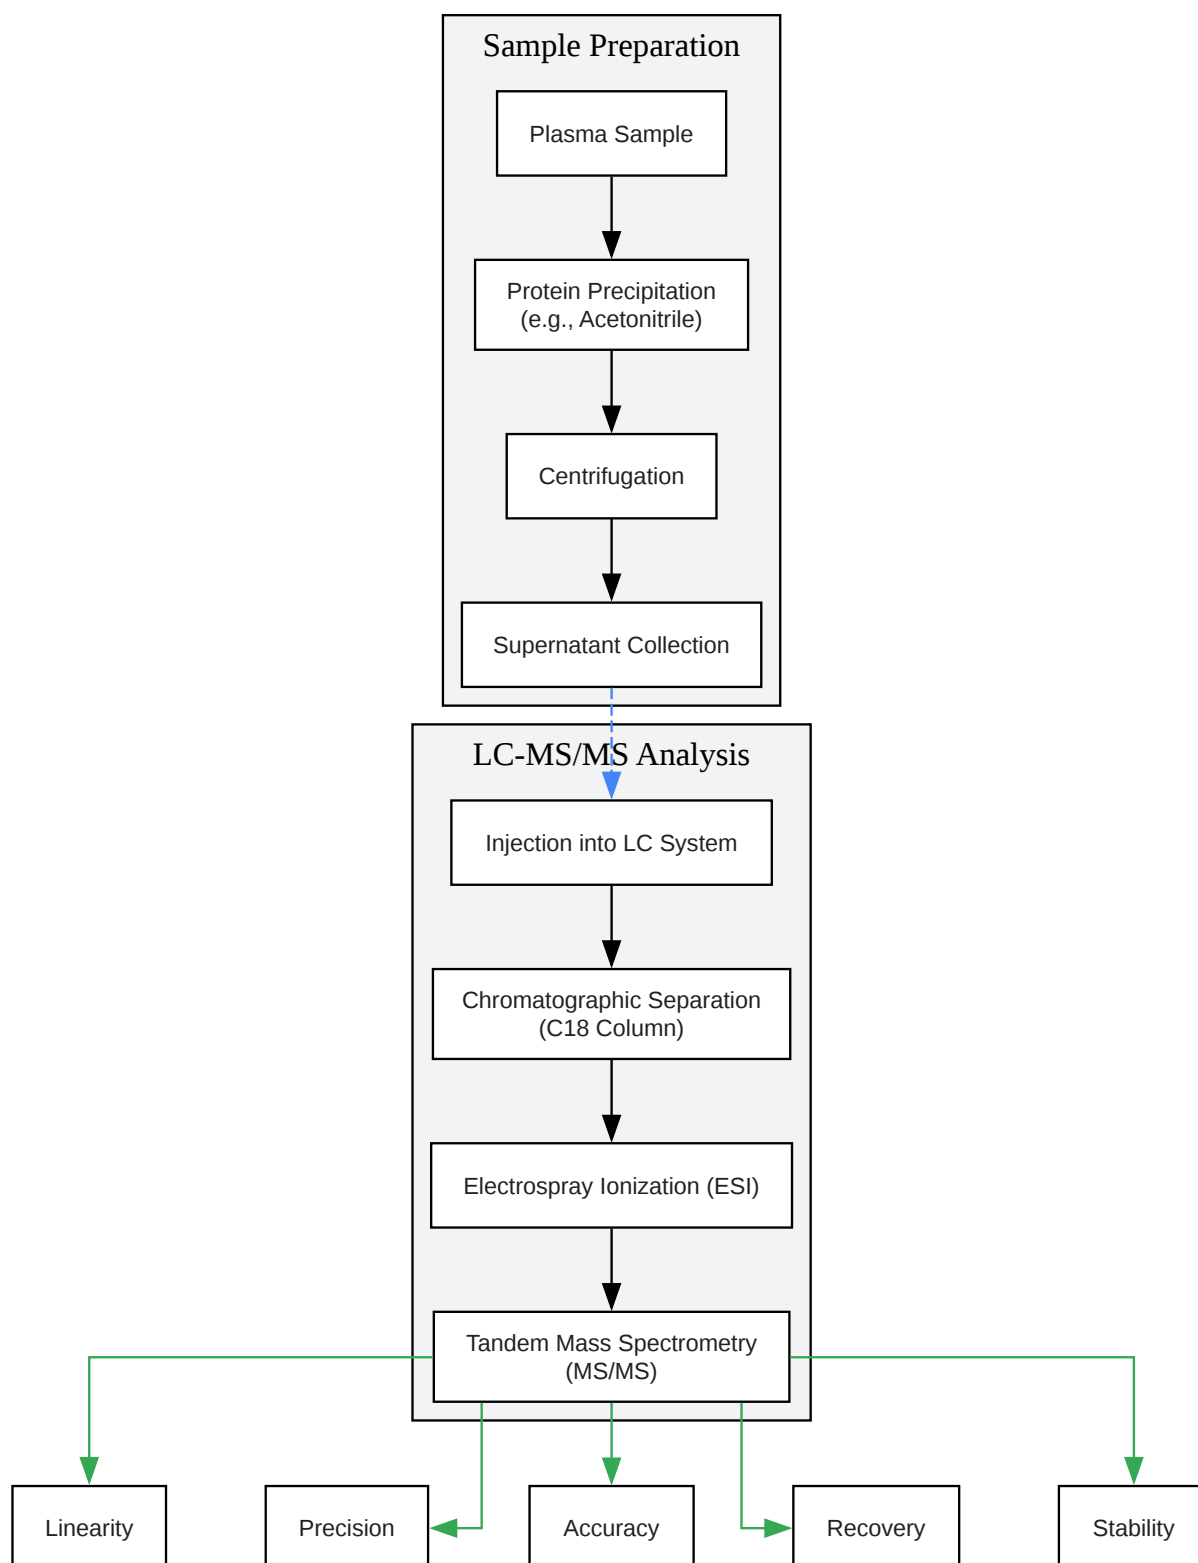 Sample Preparation
Plasma Sample
Protein Precipitation
(e.g., Acetonitrile)
Centrifugation
Supernatant Collection
LC-MS/MS Analysis
Injection into LC System
Chromatographic Separation
(C18 Column)
Electrospray Ionization (ESI)
Tandem Mass Spectrometry
(MS/MS)
Linearity
Precision
Accuracy
Recovery
Stability